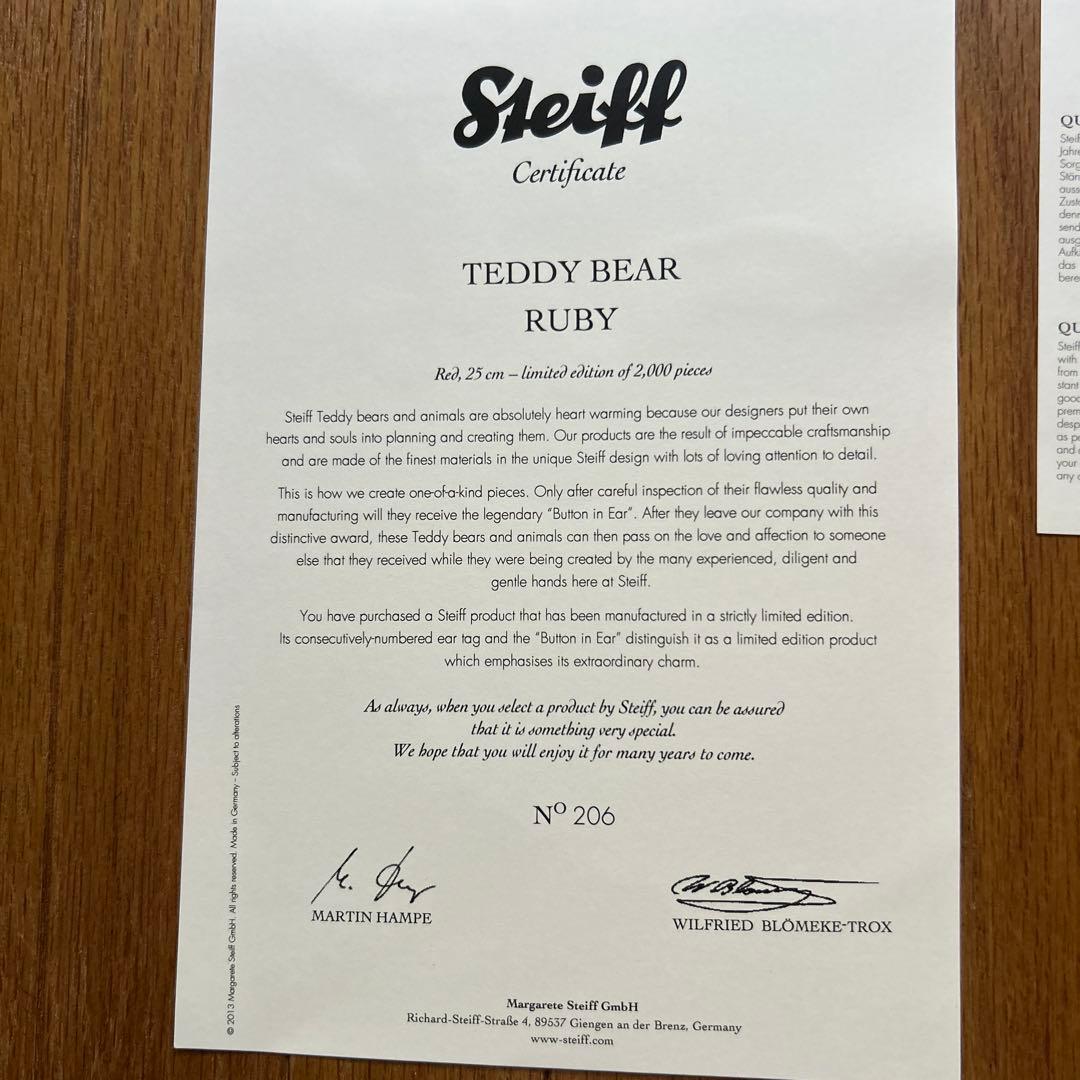 Steiff
Certificate
TEDDY BEAR
RUBY
Red, 25 cm – limited edition of 2,000 pieces
Steiff Teddy bears and animals are absolutely heart warming because our designers put their own
hearts and souls into planning and creating them. Our products are the result of impeccable craftsmanship
and are made of the finest materials in the unique Steiff design with lots of loving attention to detail.
This is how we create one-of-a-kind pieces. Only after careful inspection of their flawless quality and
manufacturing will they receive the legendary “Button in Ear”. After they leave our company with this
distinctive award, these Teddy bears and animals can then pass on the love and affection to someone
else that they received while they were being created by the many experienced, diligent and
gentle hands here at Steiff.
You have purchased a Steiff product that has been manufactured in a strictly limited edition.
Its consecutively-numbered ear tag and the “Button in Ear” distinguish it as a limited edition product
which emphasises its extraordinary charm.
As always, when you select a product by Steiff, you can be assured
that it is something very special.
We hope that you will enjoy it for many years to come.
Nº 206
MARTIN HAMPE
WILFRIED BLÖMEKE-TROX
Margarete Steiff GmbH
Richard-Steiff-Straße 4, 89537 Giengen an der Brenz, Germany
www-steiff.com
© 2013 Margarete Steiff GmbH. All rights reserved. Made in Germany – Subject to alterations
das
Steiff
with
from
and
your
any